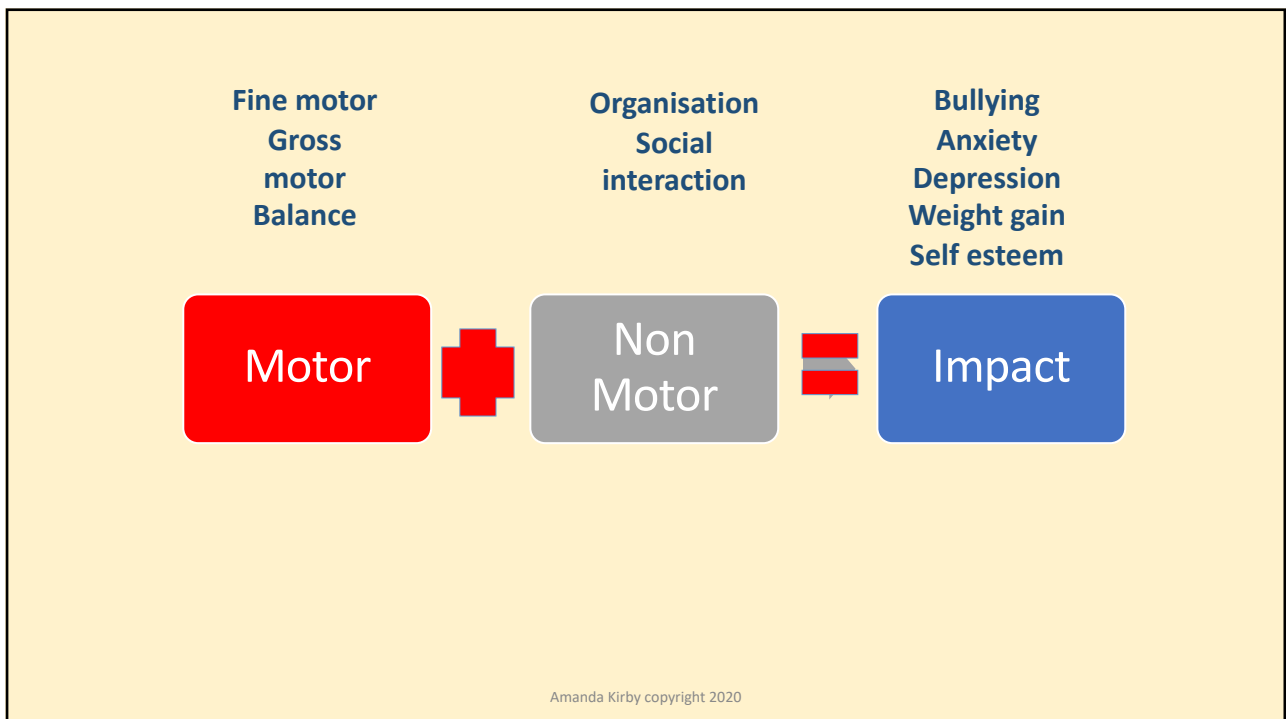 Fine motor
Gross
motor
Balance
Organisation
Social
interaction
Bullying
Anxiety
Depression
Weight gain
Self esteem
Motor
Non
Motor
Impact
Amanda Kirby copyright 2020